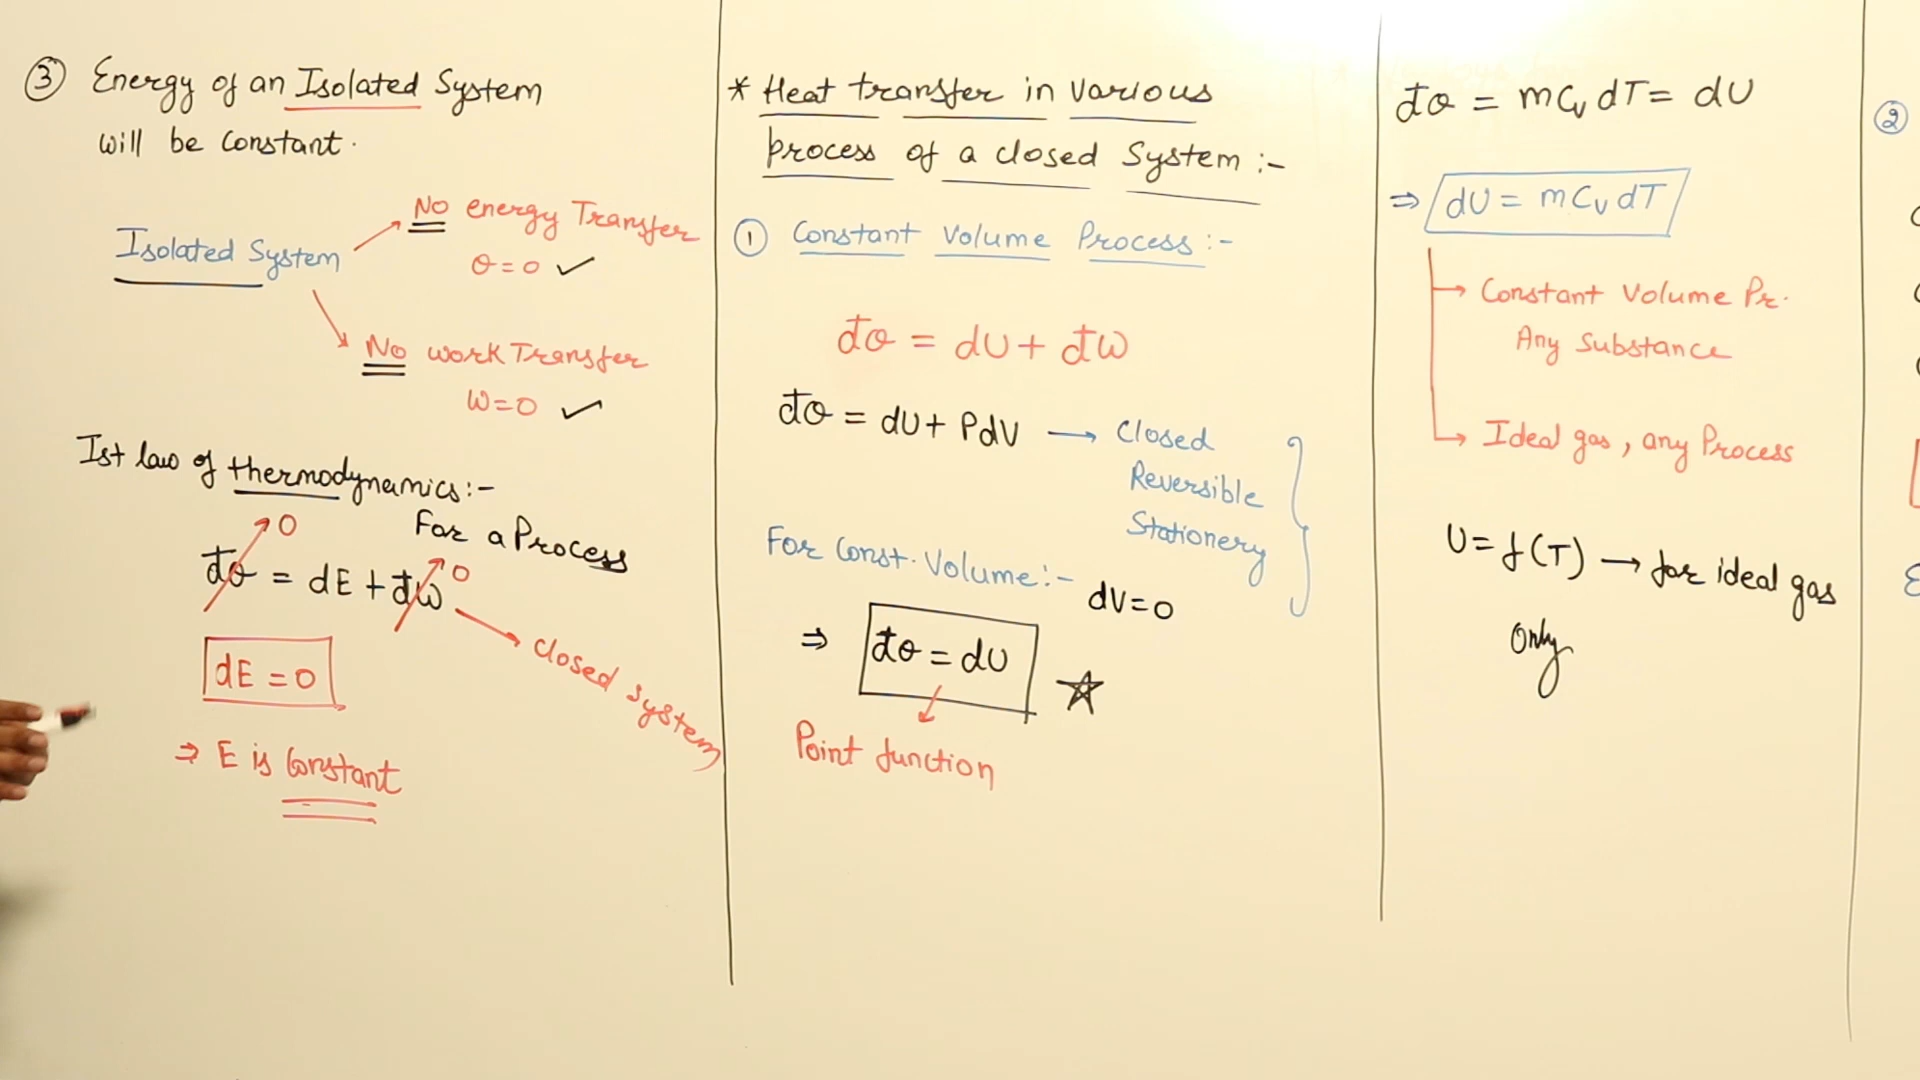 ③ Energy of an Isolated System
will be constant.
Isolated System
No energy Transfer
Q=0 ✓
No work Transfer
W=0 ✓
Ist law of thermodynamics:-
For a Process
0
0
đQ = dE + đW
closed system
dE = 0
⇒ E is Constant
* Heat transfer in various
process of a closed System :-
① Constant Volume Process:-
đQ = dU + đW
đQ = dU + PdV → Closed
Reversible
Stationery
For Const. Volume:- dV=0
⇒ đQ = dU
Point function
đQ = mCv dT = dU
⇒ dU = mCv dT
→ Constant Volume Pr.
Any Substance
→ Ideal gas, any Process
U = f(T) → for ideal gas
Only
②